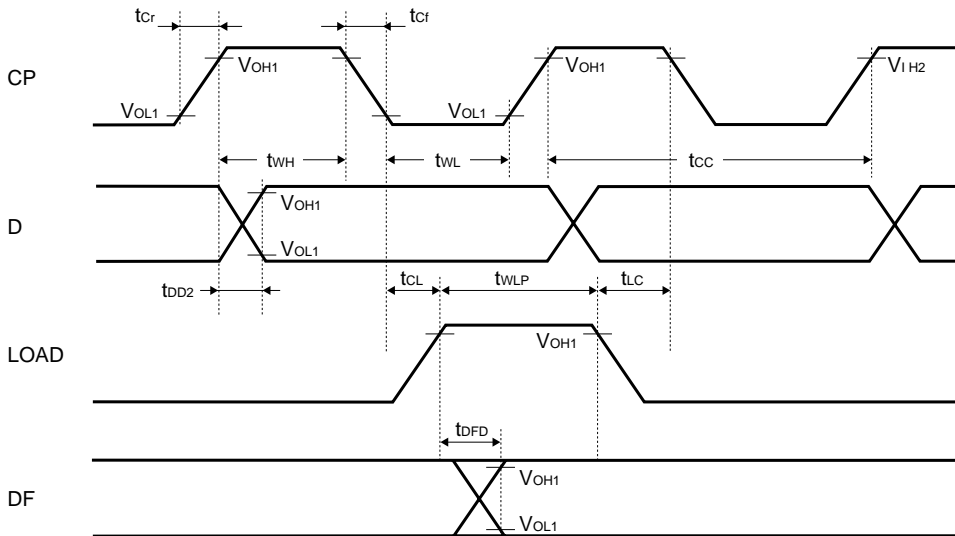 tCr tCf
CP VOH1 VOH1 VI H2
VOL1 VOL1
tWH tWL tCC
D VOH1
VOL1
tDD2 tCL tWLP tLC
LOAD VOH1
tDFD
DF VOH1
VOL1